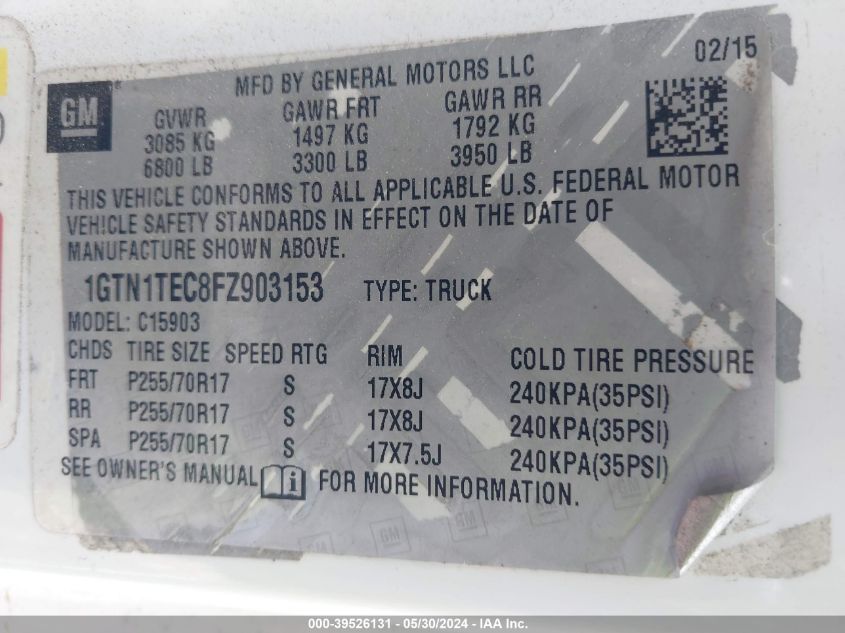 02/15
MFD BY GENERAL MOTORS LLC
GM
GVWR GAWR FRT GAWR RR
3085 KG 1497 KG 1792 KG
6800 LB 3300 LB 3950 LB
THIS VEHICLE CONFORMS TO ALL APPLICABLE U.S. FEDERAL MOTOR
VEHICLE SAFETY STANDARDS IN EFFECT ON THE DATE OF
MANUFACTURE SHOWN ABOVE.
1GTN1TEC8FZ903153 TYPE: TRUCK
MODEL: C15903
CHDS TIRE SIZE SPEED RTG RIM COLD TIRE PRESSURE
FRT P255/70R17 S 17X8J 240KPA(35PSI)
RR P255/70R17 S 17X8J 240KPA(35PSI)
SPA P255/70R17 S 17X7.5J 240KPA(35PSI)
SEE OWNER'S MANUAL i FOR MORE INFORMATION.
GM GM GM GM
000-39526131 - 05/30/2024 - IAA Inc.